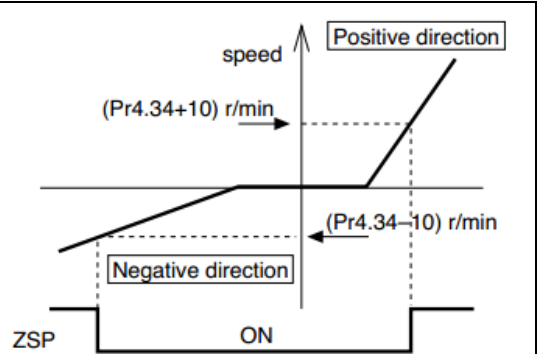 speed
Positive direction
(Pr4.34+10) r/min
(Pr4.34–10) r/min
Negative direction
ZSP
ON